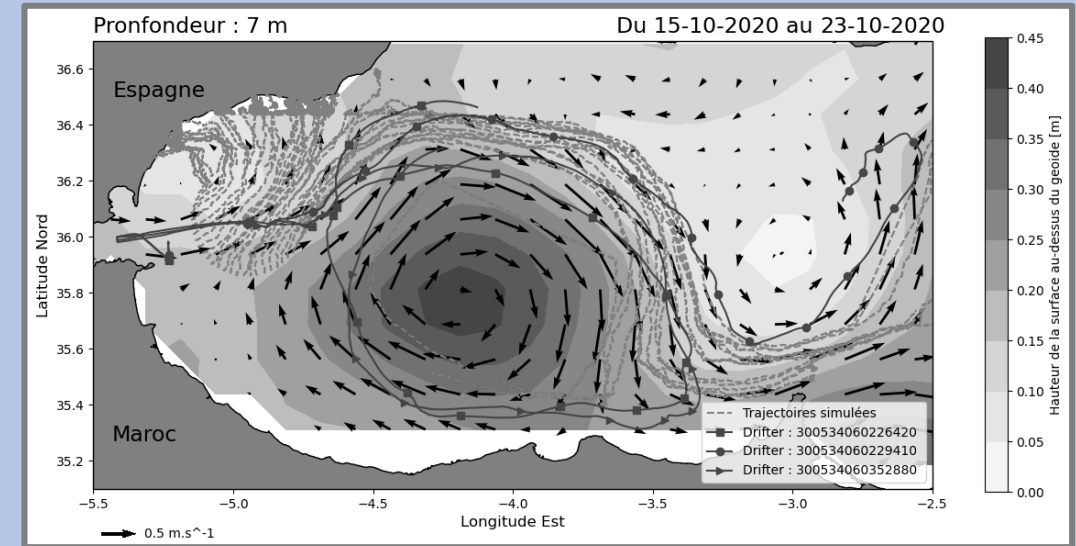 Pronfondeur : 7 m
Du 15-10-2020 au 23-10-2020
Espagne
Maroc
Latitude Nord
36.6
36.4
36.2
36.0
35.8
35.6
35.4
35.2
−5.5 −5.0 −4.5 −4.0 −3.5 −3.0 −2.5
Longitude Est
0.5 m.s^-1
Trajectoires simulées
Drifter : 300534060226420
Drifter : 300534060229410
Drifter : 300534060352880
0.45
0.40
0.35
0.30
0.25
0.20
0.15
0.10
0.05
0.00
Hauteur de la surface au-dessus du geoide [m]